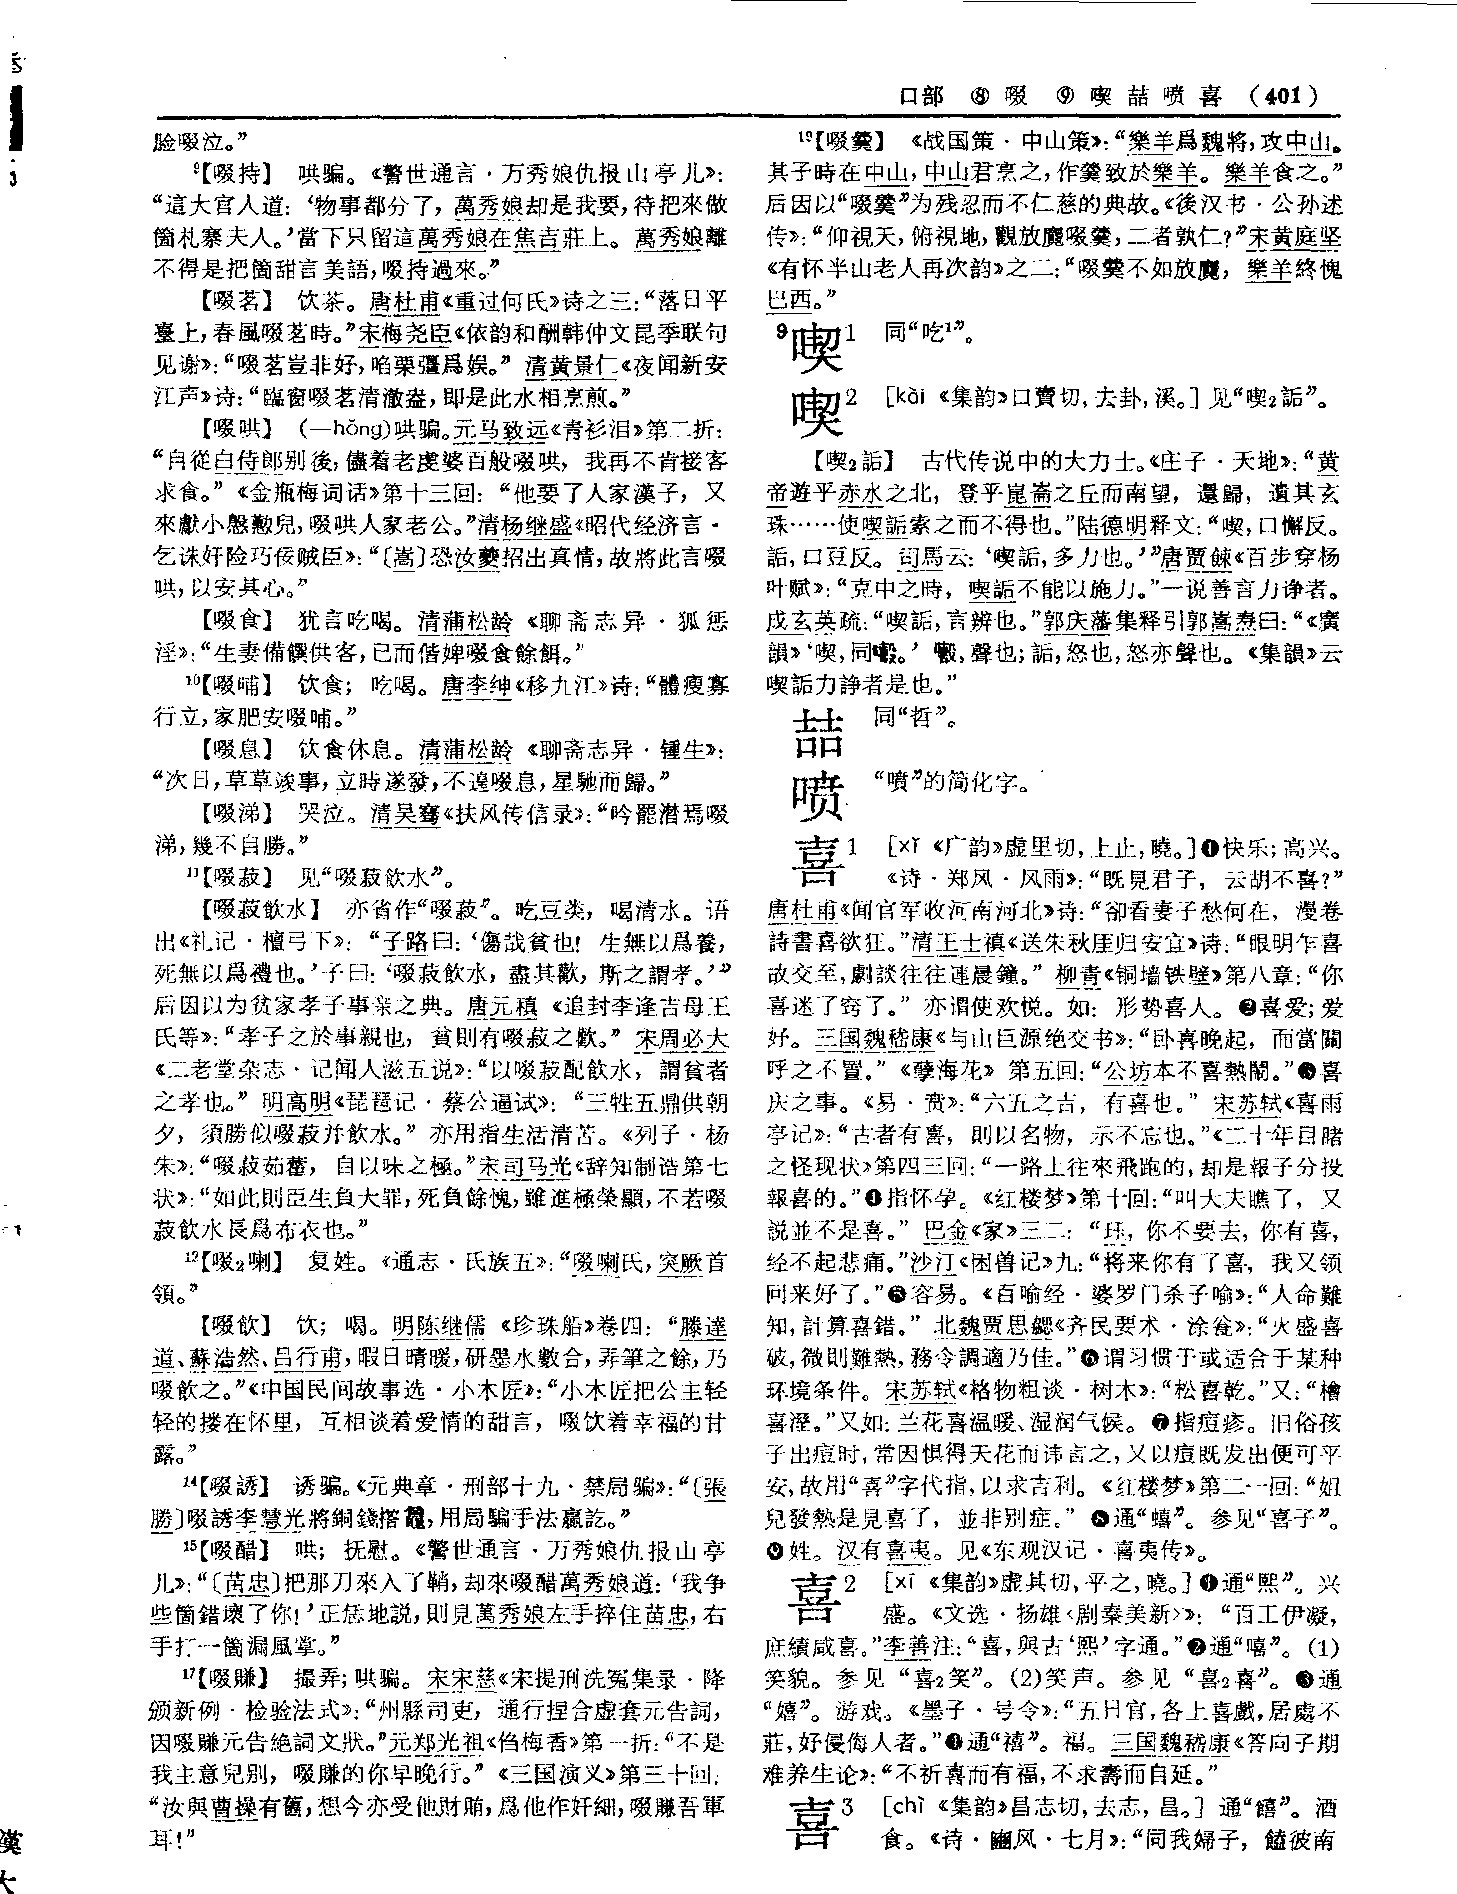 口部 ⑧啜 ⑨喫喆喷喜 (401)
脸啜泣。”
⁹【啜持】 哄骗。《警世通言·万秀娘仇报山亭儿》：
“這大官人道：‘物事都分了，萬秀娘却是我要，待把來做
箇札寨夫人。’當下只留這萬秀娘在焦吉莊上。萬秀娘離
不得是把箇甜言美語，啜持過來。”
【啜茗】 饮茶。唐杜甫《重过何氏》诗之三：“落日平
臺上，春風啜茗時。”宋梅尧臣《依韵和酬韩仲文昆季联句
见谢》：“啜茗豈非好，啗栗彊爲娱。”清黄景仁《夜闻新安
江声》诗：“臨窗啜茗清澈盎，即是此水相烹煎。”
【啜哄】 (—hǒng)哄骗。元马致远《青衫泪》第二折：
“自從白侍郎别後，儘着老虔婆百般啜哄，我再不肯接客
求食。”《金瓶梅词话》第十三回：“他耍了人家漢子，又
來獻小慇懃兒，啜哄人家老公。”清杨继盛《昭代经济言·
乞诛奸险巧佞贼臣》：“〔嵩〕恐汝夔招出真情，故將此言啜
哄，以安其心。”
【啜食】 犹言吃喝。清蒲松龄《聊斋志异·狐惩
淫》：“生妻備饌供客，已而偕婢啜食餘餌。”
¹⁰【啜哺】 饮食；吃喝。唐李绅《移九江》诗：“體瘦寡
行立，家肥安啜哺。”
【啜息】 饮食休息。清蒲松龄《聊斋志异·锺生》：
“次日，草草竣事，立時遂發，不遑啜息，星馳而歸。”
【啜涕】 哭泣。清吴骞《扶风传信录》：“吟罷潸焉啜
涕，幾不自勝。”
¹¹【啜菽】 见“啜菽飲水”。
【啜菽飲水】 亦省作“啜菽”。吃豆类，喝清水。语
出《礼记·檀弓下》：“子路曰：‘傷哉貧也！生無以爲養，
死無以爲禮也。’子曰：‘啜菽飲水，盡其歡，斯之謂孝。’”
后因以为贫家孝子事亲之典。唐元稹《追封李逢吉母王
氏等》：“孝子之於事親也，貧則有啜菽之歡。”宋周必大
《二老堂杂志·记闻人滋五说》：“以啜菽配飲水，謂貧者
之孝也。”明高明《琵琶记·蔡公逼试》：“三牲五鼎供朝
夕，須勝似啜菽并飲水。”亦用指生活清苦。《列子·杨
朱》：“啜菽茹藿，自以味之極。”宋司马光《辞知制诰第七
状》：“如此則臣生負大罪，死負餘愧，雖進極榮顯，不若啜
菽飲水長爲布衣也。”
¹²【啜₂喇】 复姓。《通志·氏族五》：“啜喇氏，突厥首
領。”
【啜飲】 饮；喝。明陈继儒《珍珠船》卷四：“滕達
道、蘇浩然、吕行甫，暇日晴暖，研墨水數合，弄筆之餘，乃
啜飲之。”《中国民间故事选·小木匠》：“小木匠把公主轻
轻的搂在怀里，互相谈着爱情的甜言，啜饮着幸福的甘
露。”
¹⁴【啜誘】 诱骗。《元典章·刑部十九·禁局骗》：“〔張
勝〕啜誘李慧光將銅錢撘，用局騙手法贏訖。”
¹⁵【啜醋】 哄；抚慰。《警世通言·万秀娘仇报山亭
儿》：“〔苗忠〕把那刀來入了鞘，却來啜醋萬秀娘道：‘我争
些箇錯壞了你！’正恁地説，則見萬秀娘左手捽住苗忠，右
手打一箇漏風掌。”
¹⁷【啜賺】 撮弄；哄骗。宋宋慈《宋提刑洗冤集录·降
颁新例·检验法式》：“州縣司吏，通行捏合虚套元告詞，
因啜賺元告絶詞文狀。”元郑光祖《㑇梅香》第一折：“不是
我主意兒别，啜賺的你早晚行。”《三国演义》第三十回：
“汝與曹操有舊，想今亦受他財賄，爲他作奸細，啜賺吾軍
耳！”
¹⁹【啜羹】 《战国策·中山策》：“樂羊爲魏將，攻中山。
其子時在中山，中山君烹之，作羹致於樂羊。樂羊食之。”
后因以“啜羹”为残忍而不仁慈的典故。《後汉书·公孙述
传》：“仰視天，俯視地，觀放麑啜羹，二者孰仁？”宋黄庭坚
《有怀半山老人再次韵》之二：“啜羹不如放麑，樂羊終愧
巴西。”
⁹喫1 同“吃¹”。
喫2 [kài 《集韵》口賣切，去卦，溪。]见“喫₂詬”。
【喫₂詬】 古代传说中的大力士。《庄子·天地》：“黄
帝遊乎赤水之北，登乎崑崙之丘而南望，還歸，遺其玄
珠……使喫詬索之而不得也。”陆德明释文：“喫，口懈反。
詬，口豆反。司馬云：‘喫詬，多力也。’”唐贾餗《百步穿杨
叶赋》：“克中之時，喫詬不能以施力。”一说善言力诤者。
成玄英疏：“喫詬，言辨也。”郭庆藩集释引郭嵩焘曰：“《廣
韻》‘喫，同㗖。’，聲也；詬，怒也，怒亦聲也。《集韻》云
喫詬力諍者是也。”
喆 同“哲”。
喷 “噴”的简化字。
喜1 [xǐ 《广韵》虚里切，上止，曉。]❶快乐；高兴。
《诗·郑风·风雨》：“既見君子，云胡不喜？”
唐杜甫《闻官军收河南河北》诗：“卻看妻子愁何在，漫卷
詩書喜欲狂。”清王士禛《送朱秋厓归安宜》诗：“眼明乍喜
故交至，劇談往往連晨鐘。”柳青《铜墙铁壁》第八章：“你
喜迷了窍了。”亦谓使欢悦。如：形势喜人。❷喜爱；爱
好。三国魏嵇康《与山巨源绝交书》：“卧喜晚起，而當關
呼之不置。”《孽海花》第五回：“公坊本不喜熱鬧。”❸喜
庆之事。《易·贲》：“六五之吉，有喜也。”宋苏轼《喜雨
亭记》：“古者有喜，則以名物，示不忘也。”《二十年目睹
之怪现状》第四三回：“一路上往來飛跑的，却是報子分投
報喜的。”❹指怀孕。《红楼梦》第十回：“叫大夫瞧了，又
説並不是喜。”巴金《家》三二：“珏，你不要去，你有喜，
经不起悲痛。”沙汀《困兽记》九：“将来你有了喜，我又领
回来好了。”❺容易。《百喻经·婆罗门杀子喻》：“人命難
知，計算喜錯。”北魏贾思勰《齐民要术·涂瓮》：“火盛喜
破，微則難熱，務令調適乃佳。”❻谓习惯于或适合于某种
环境条件。宋苏轼《格物粗谈·树木》：“松喜乾。”又：“檜
喜溼。”又如：兰花喜温暖、湿润气候。❼指痘疹。旧俗孩
子出痘时，常因惧得天花而讳言之，又以痘既发出便可平
安，故用“喜”字代指，以求吉利。《红楼梦》第二一回：“姐
兒發熱是見喜了，並非别症。”❽通“蟢”。参见“喜子”。
❾姓。汉有喜夷。见《东观汉记·喜夷传》。
喜2 [xī 《集韵》虚其切，平之，曉。]❶通“熙”。兴
盛。《文选·扬雄〈剧秦美新〉》：“百工伊凝，
庶績咸喜。”李善注：“喜，與古‘熙’字通。”❷通“嘻”。(1)
笑貌。参见“喜₂笑”。(2)笑声。参见“喜₂喜”。❸通
“嬉”。游戏。《墨子·号令》：“五日官，各上喜戲，居處不
莊，好侵侮人者。”❹通“禧”。福。三国魏嵇康《答向子期
难养生论》：“不祈喜而有福，不求壽而自延。”
喜3 [chì 《集韵》昌志切，去志，昌。]通“饎”。酒
食。《诗·豳风·七月》：“同我婦子，饁彼南
漢
大